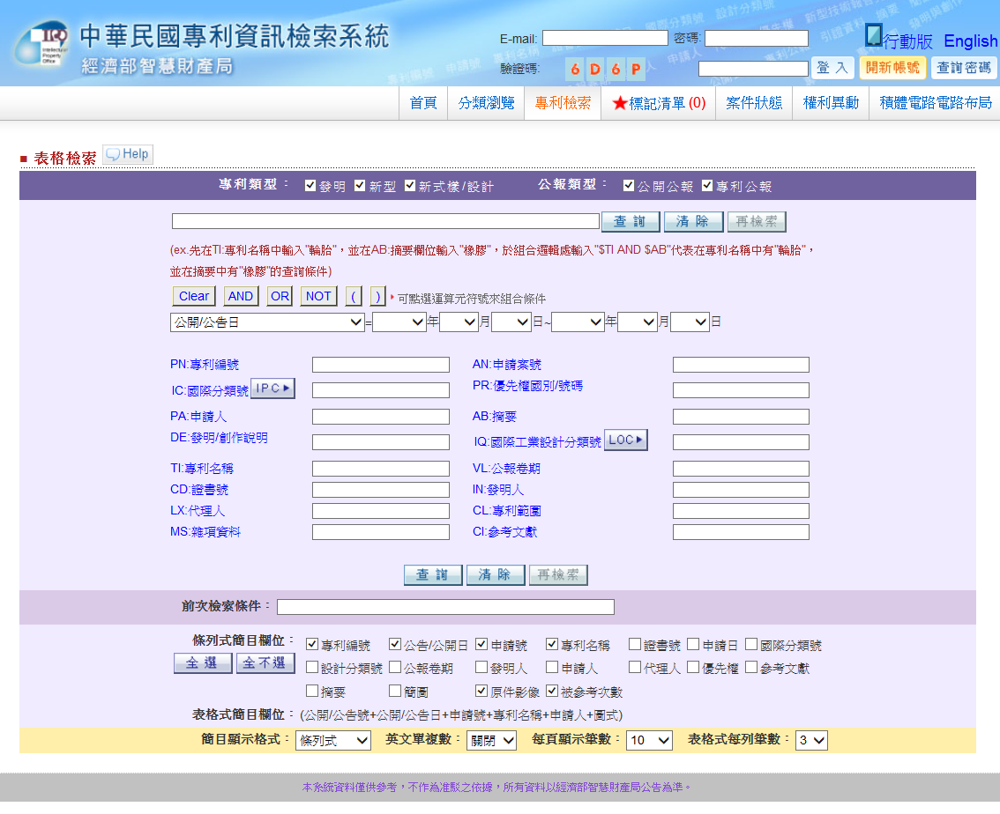 TIPO
Intellectual
Property
Office
中華民國專利資訊檢索系統
經濟部智慧財產局
E-mail: 密碼:
行動版 English
驗證碼: 6 D 6 P 登 入 開新帳號 查詢密碼
首頁 分類瀏覽 專利檢索 ★標記清單(0) 案件狀態 權利異動 積體電路電路布局
■ 表格檢索 Help
專利類型： 發明 新型 新式樣/設計 公報類型： 公開公報 專利公報
查 詢 清 除 再檢索
(ex.先在TI:專利名稱中輸入"輪胎"，並在AB:摘要欄位輸入"橡膠"，於組合邏輯處輸入"$TI AND $AB"代表在專利名稱中有"輪胎"，
並在摘要中有"橡膠"的查詢條件)
Clear AND OR NOT ( ) 可點選運算元符號來組合條件
公開/公告日 = 年 月 日~ 年 月 日
PN:專利編號 AN:申請案號
IC:國際分類號 IPC PR:優先權國別/號碼
PA:申請人 AB:摘要
DE:發明/創作說明 IQ:國際工業設計分類號 LOC
TI:專利名稱 VL:公報卷期
CD:證書號 IN:發明人
LX:代理人 CL:專利範圍
MS:雜項資料 CI:參考文獻
查 詢 清 除 再檢索
前次檢索條件：
條列式簡目欄位： 專利編號 公告/公開日 申請號 專利名稱 證書號 申請日 國際分類號
全 選 全不選 設計分類號 公報卷期 發明人 申請人 代理人 優先權 參考文獻
摘要 簡圖 原件影像 被參考次數
表格式簡目欄位：(公開/公告號+公開/公告日+申請號+專利名稱+申請人+圖式)
簡目顯示格式： 條列式 英文單複數： 關閉 每頁顯示筆數： 10 表格式每列筆數： 3
本系統資料僅供參考，不作為准駁之依據，所有資料以經濟部智慧財產局公告為準。